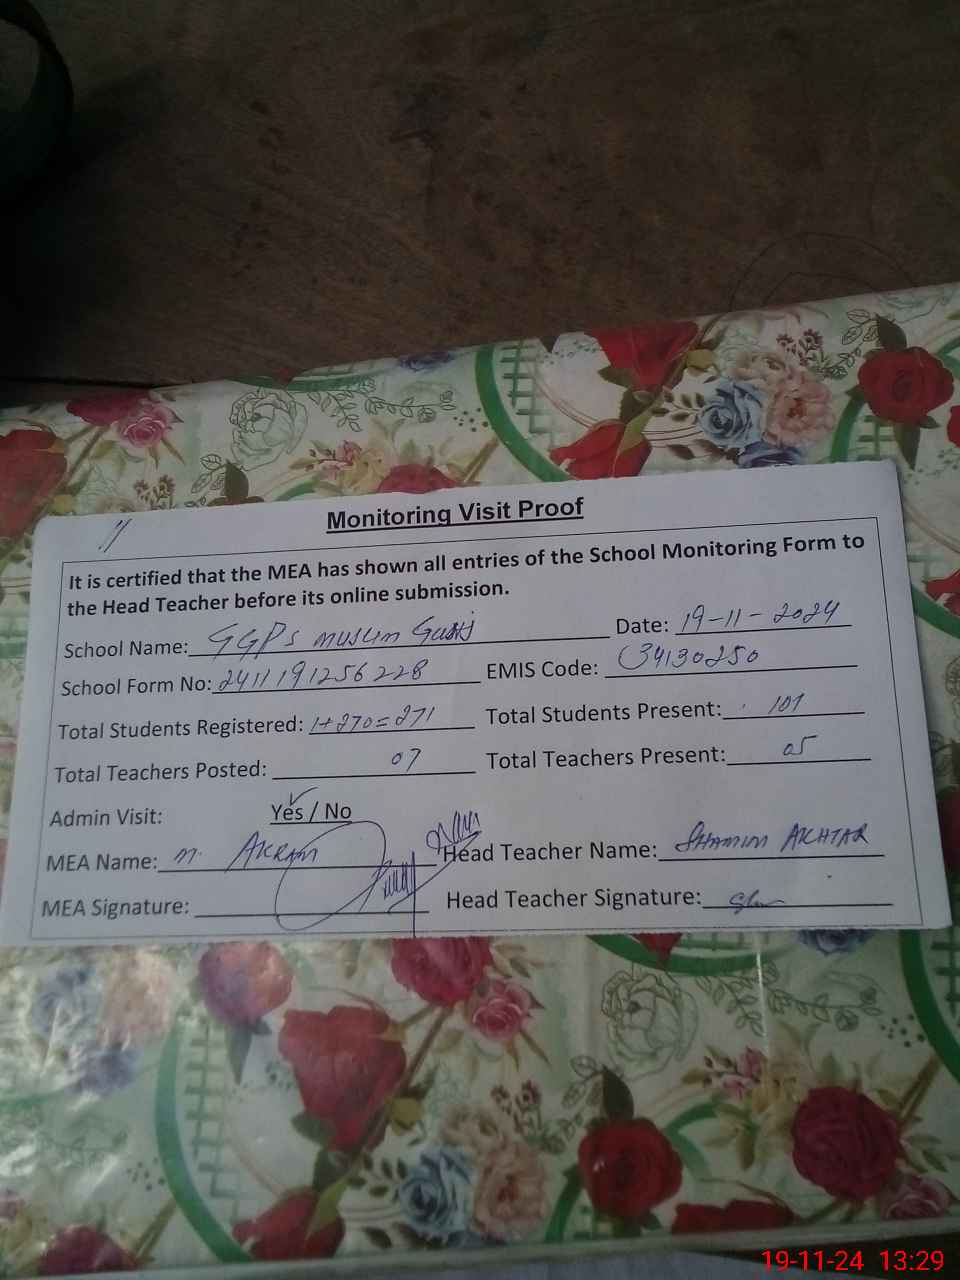 Monitoring Visit Proof
It is certified that the MEA has shown all entries of the School Monitoring Form to
the Head Teacher before its online submission.
School Name: GGPS MUSLIM Date: 19-11-2024
School Form No: 2411191256228 EMIS Code: 34130250
Total Students Registered: 1+270=271 Total Students Present: 101
Total Teachers Posted: 07 Total Teachers Present: 05
Admin Visit: Yes / No
MEA Name: M. AKRAM Head Teacher Name: SHAMIM AKHTAR
MEA Signature: Head Teacher Signature:
19-11-24 13:29